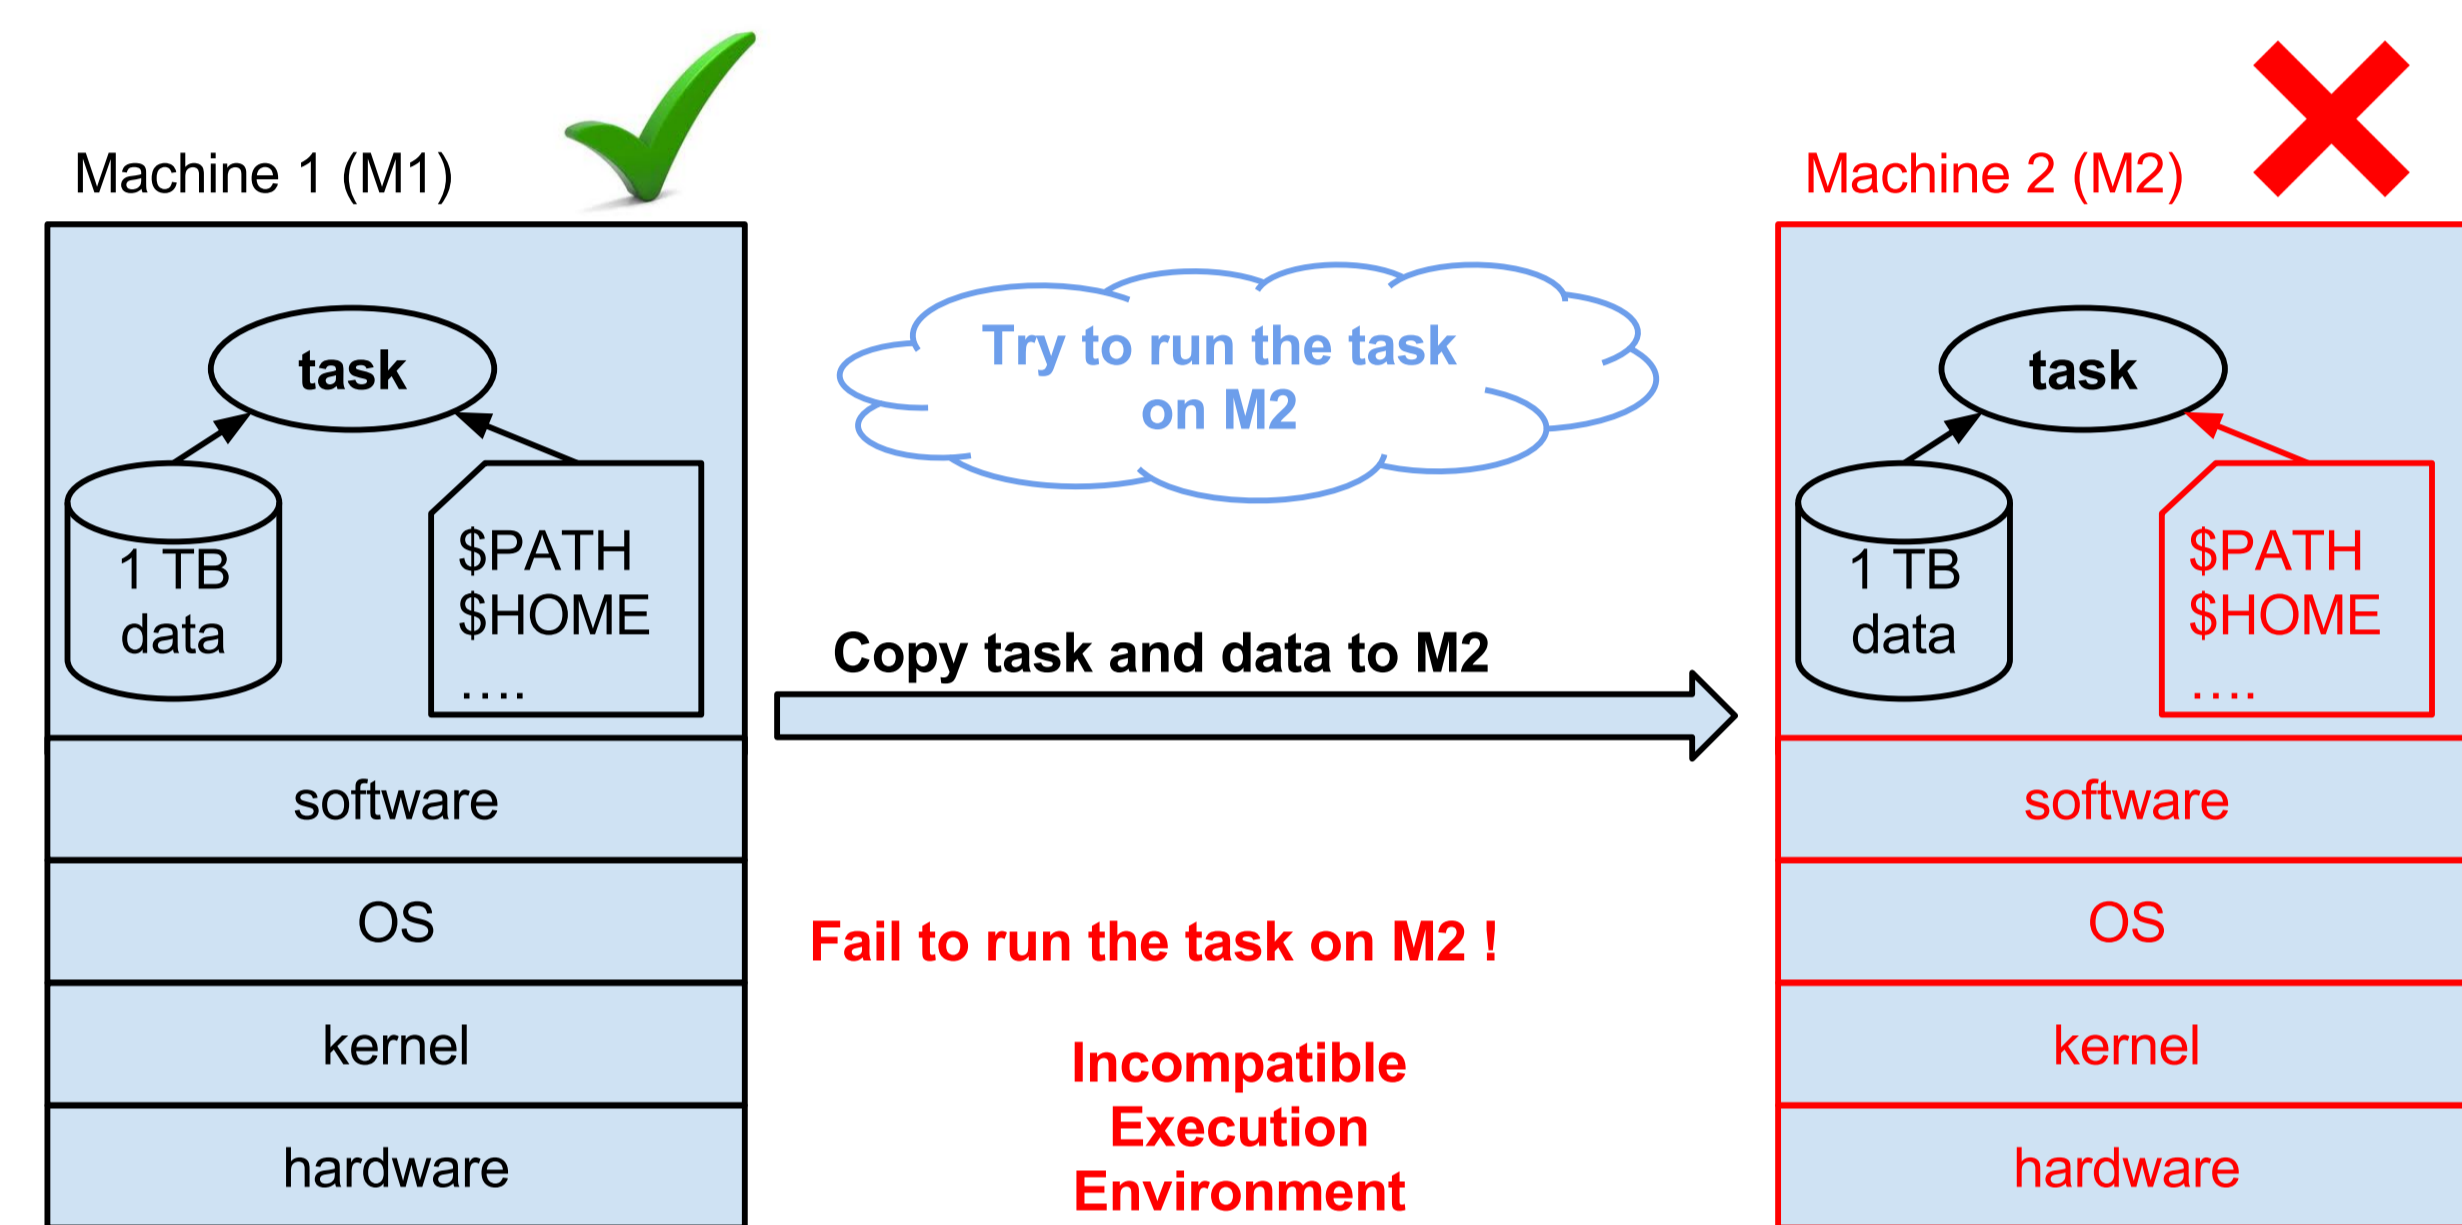 Machine 1 (M1)
task
1 TB
data
$PATH
$HOME
....
software
OS
kernel
hardware
Try to run the task
on M2
Copy task and data to M2
Fail to run the task on M2 !
Incompatible
Execution
Environment
Machine 2 (M2)
task
1 TB
data
$PATH
$HOME
....
software
OS
kernel
hardware